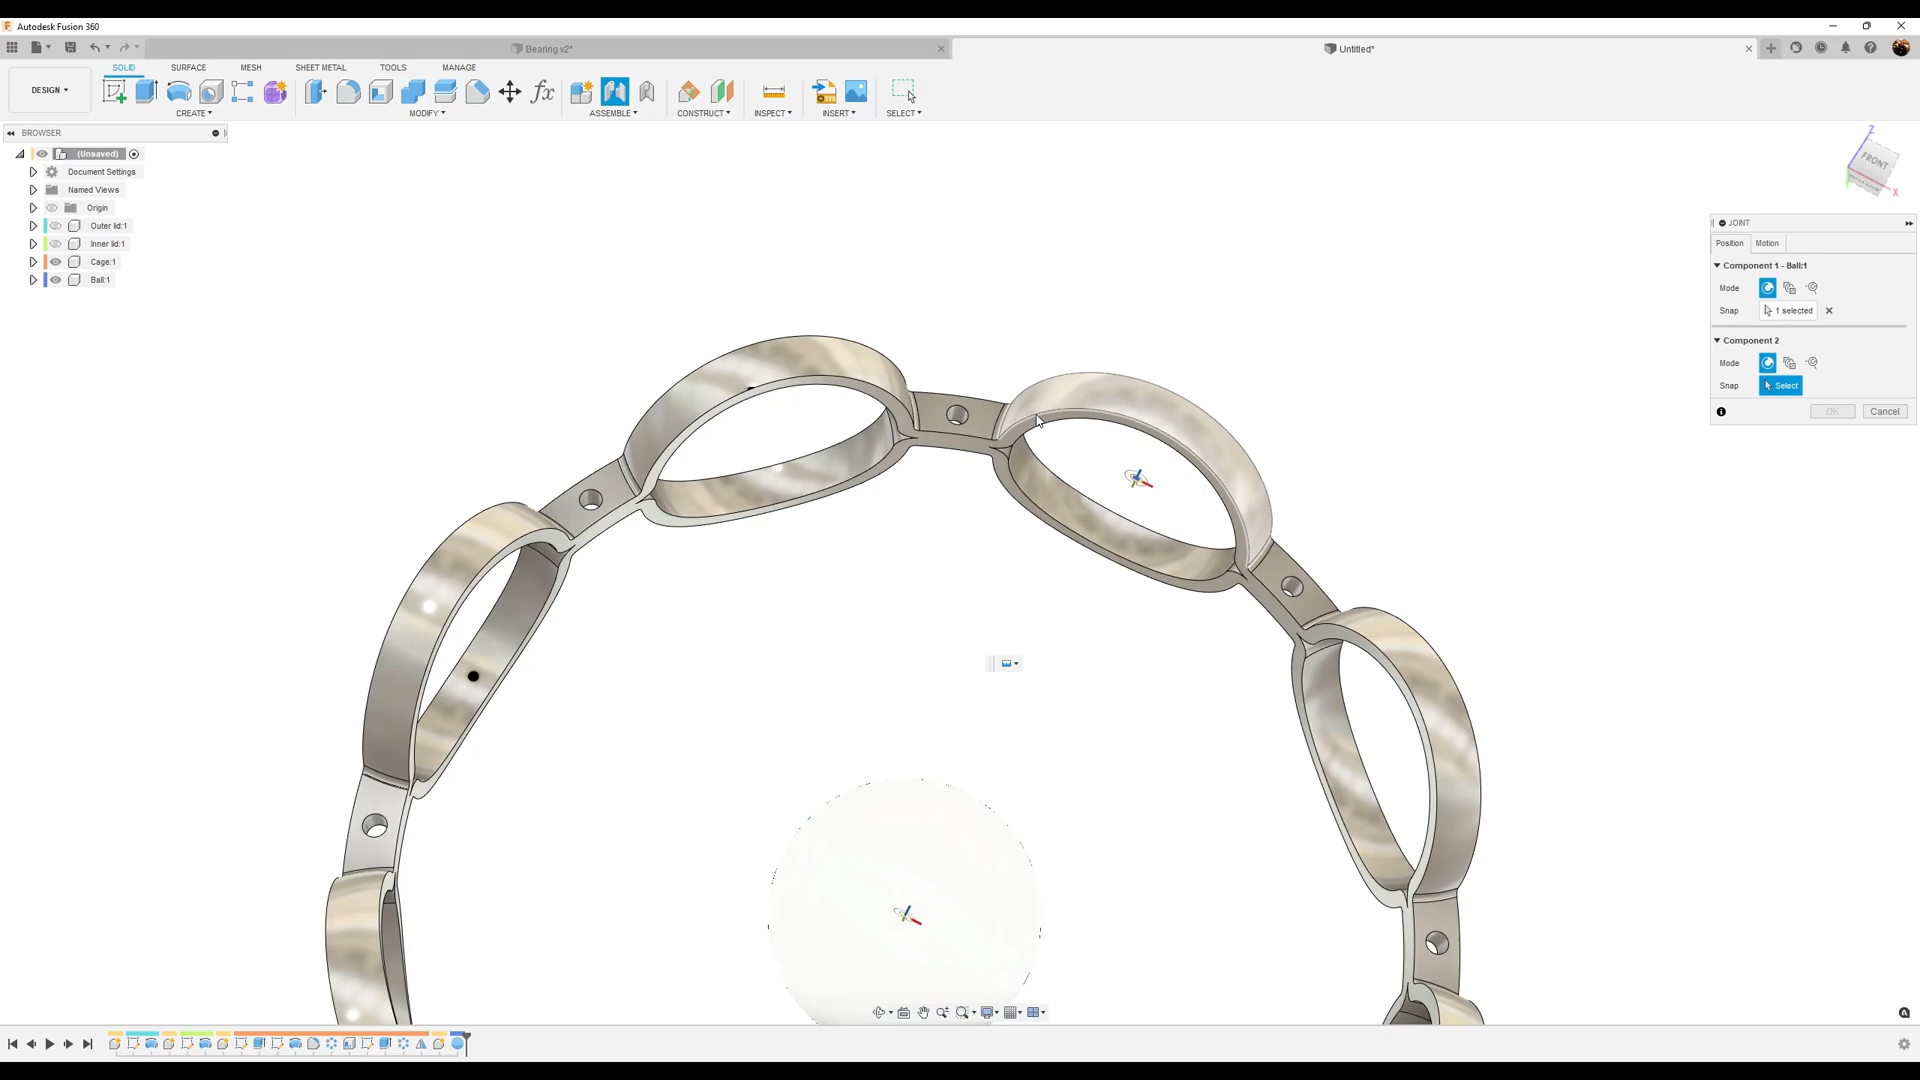 Autodesk Fusion 360
Bearing v2*
Untitled*
SOLID
SURFACE
MESH
SHEET METAL
TOOLS
MANAGE
DESIGN
CREATE
MODIFY
fx
ASSEMBLE
CONSTRUCT
INSPECT
INSERT
SELECT
BROWSER
(Unsaved)
Document Settings
Named Views
Origin
Outer lid:1
Inner lid:1
Cage:1
Ball:1
Z
FRONT
X
JOINT
Position
Motion
Component 1 - Ball:1
Mode
Snap
1 selected
Component 2
Mode
Snap
Select
OK
Cancel